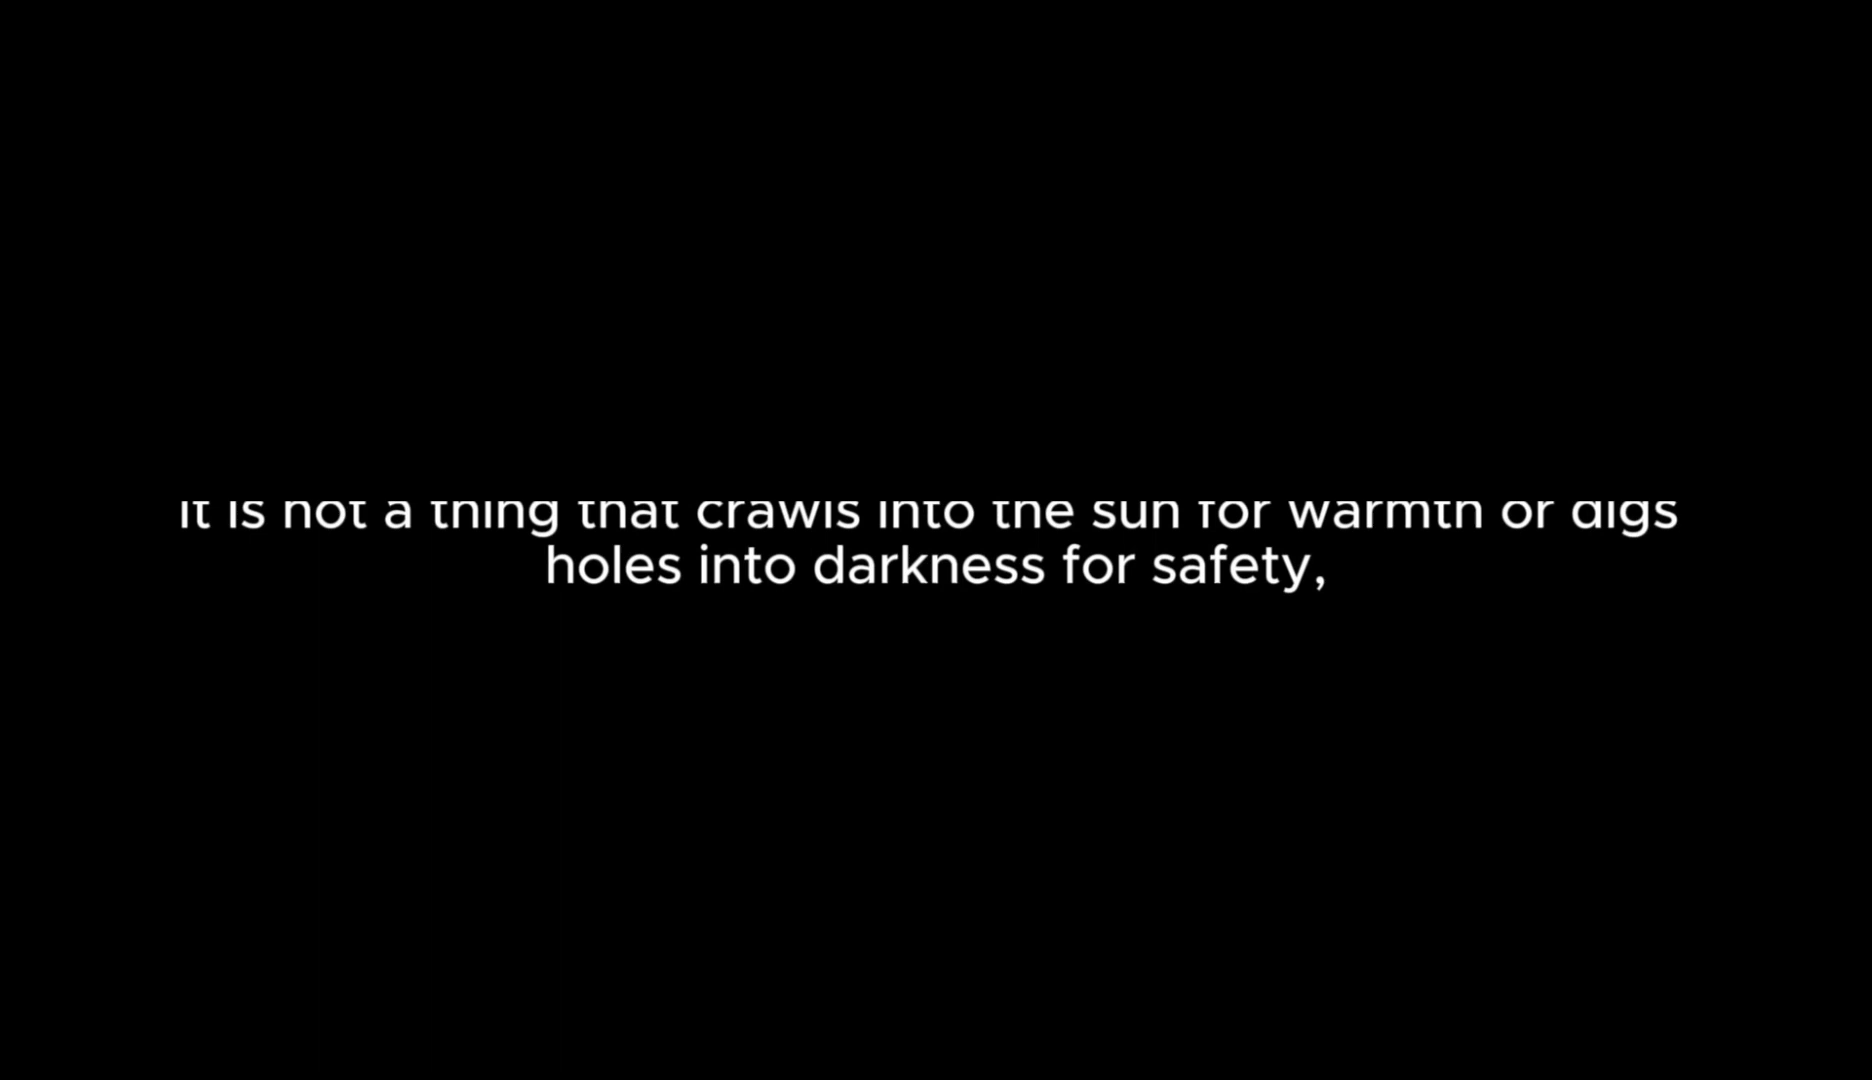 it is not a thing that crawls into the sun for warmth or digs
holes into darkness for safety,